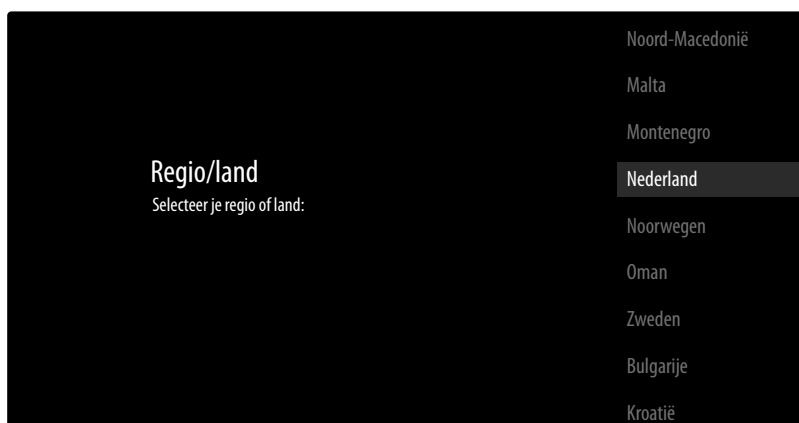 Regio/land
Selecteer je regio of land:
Noord-Macedonië
Malta
Montenegro
Nederland
Noorwegen
Oman
Zweden
Bulgarije
Kroatië